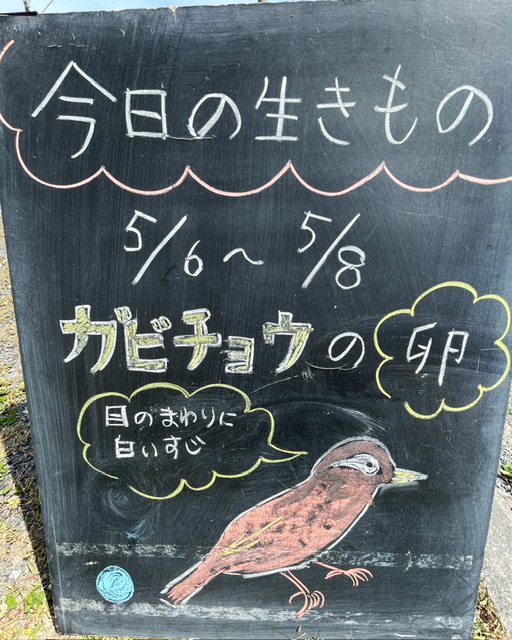 今日の生きもの
5/6～5/8
ガビチョウの卵
目のまわりに
白いすじ